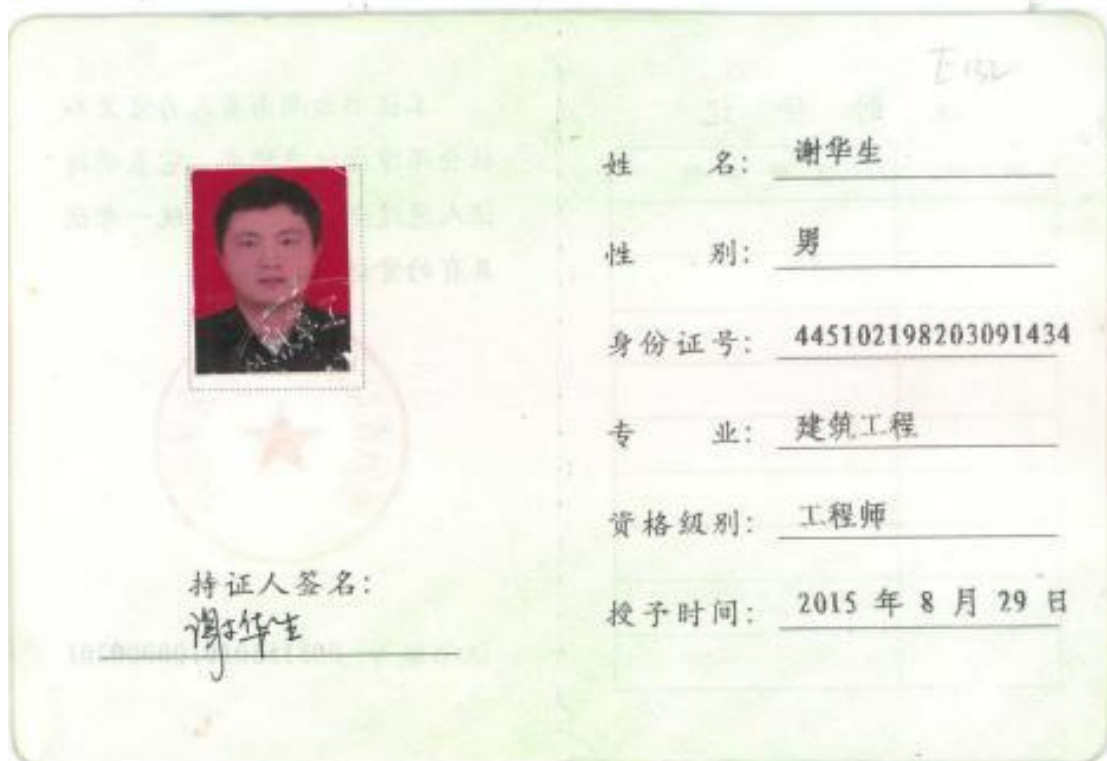 E132
姓 名: 谢华生
性 别: 男
身份证号: 445102198203091434
专 业: 建筑工程
资格级别: 工程师
授予时间: 2015 年 8 月 29 日
持证人签名:
谢华生